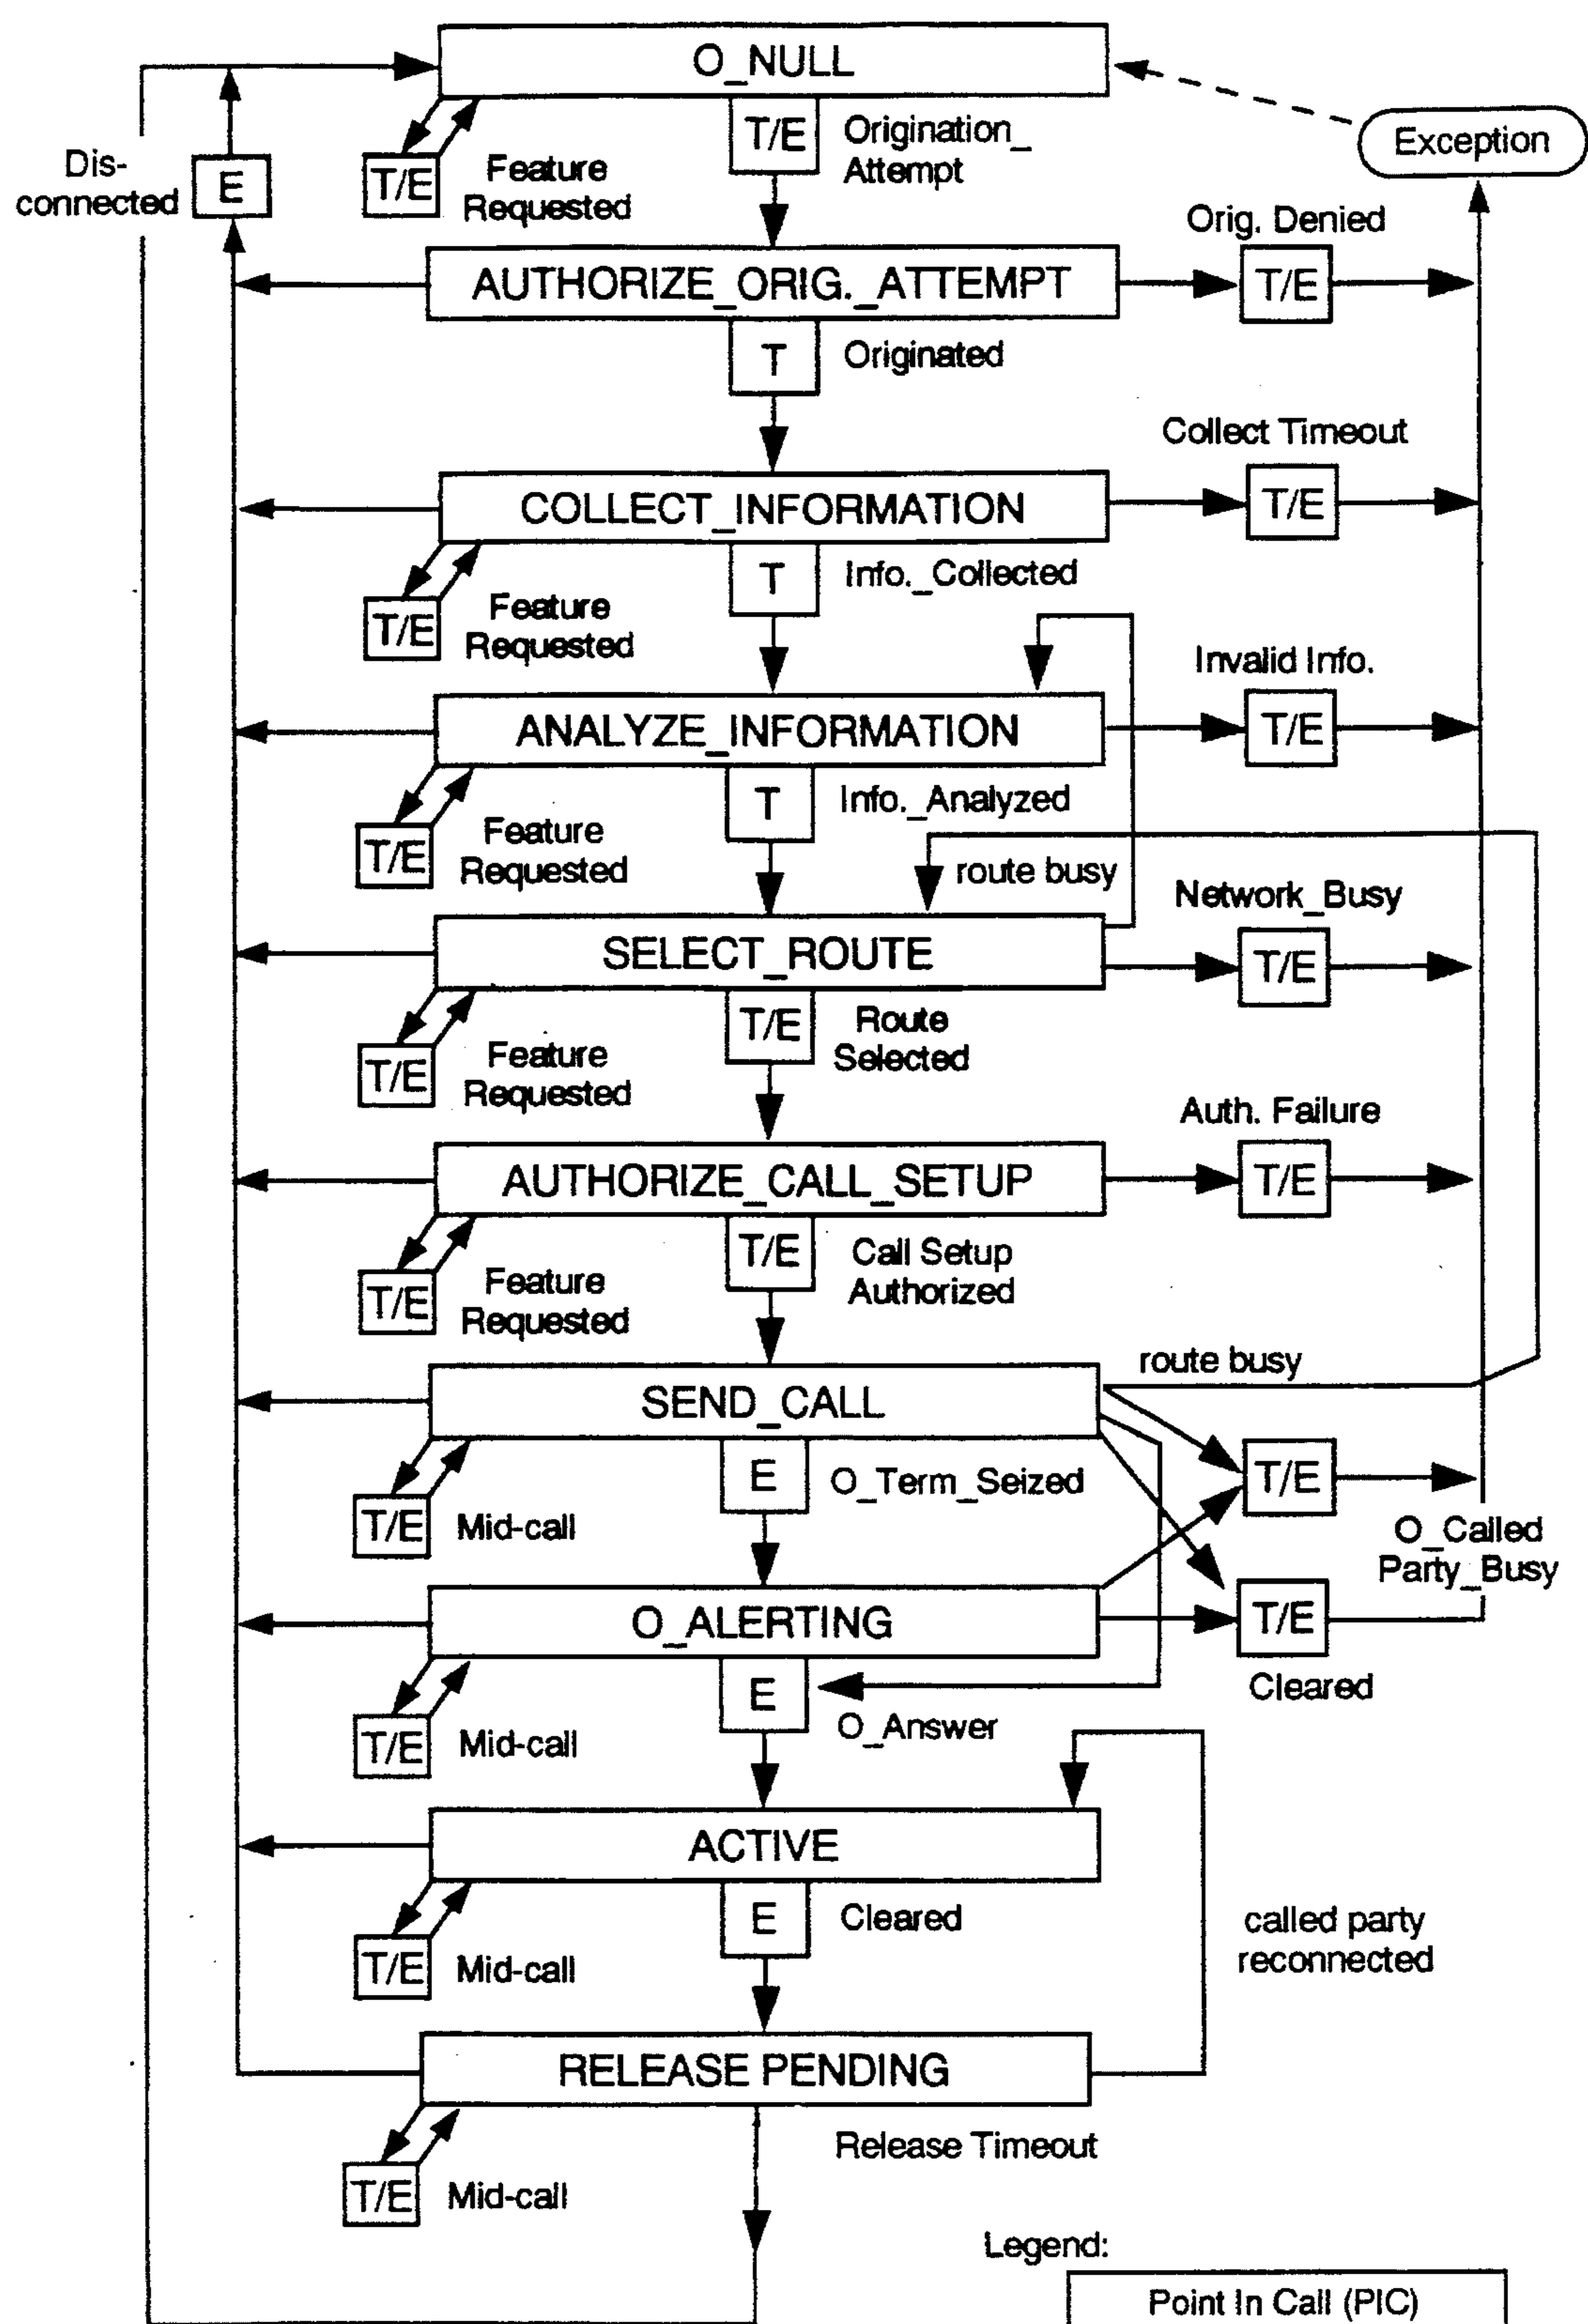 O_NULL
Exception
T/E
Origination_
Attempt
Dis-
connected
E
T/E
Feature
Requested
Orig. Denied
AUTHORIZE_ORIG._ATTEMPT
T/E
T
Originated
Collect Timeout
COLLECT_INFORMATION
T/E
T
Info._Collected
T/E
Feature
Requested
Invalid Info.
ANALYZE_INFORMATION
T/E
T
Info._Analyzed
T/E
Feature
Requested
route busy
Network_Busy
SELECT_ROUTE
T/E
T/E
Route
Selected
T/E
Feature
Requested
Auth. Failure
AUTHORIZE_CALL_SETUP
T/E
T/E
Call Setup
Authorized
T/E
Feature
Requested
route busy
SEND_CALL
T/E
E
O_Term_Seized
T/E
Mid-call
O_Called
Party_Busy
O_ALERTING
T/E
Cleared
E
O_Answer
T/E
Mid-call
ACTIVE
E
Cleared
called party
reconnected
T/E
Mid-call
RELEASE PENDING
Release Timeout
T/E
Mid-call
Legend:
Point In Call (PIC)